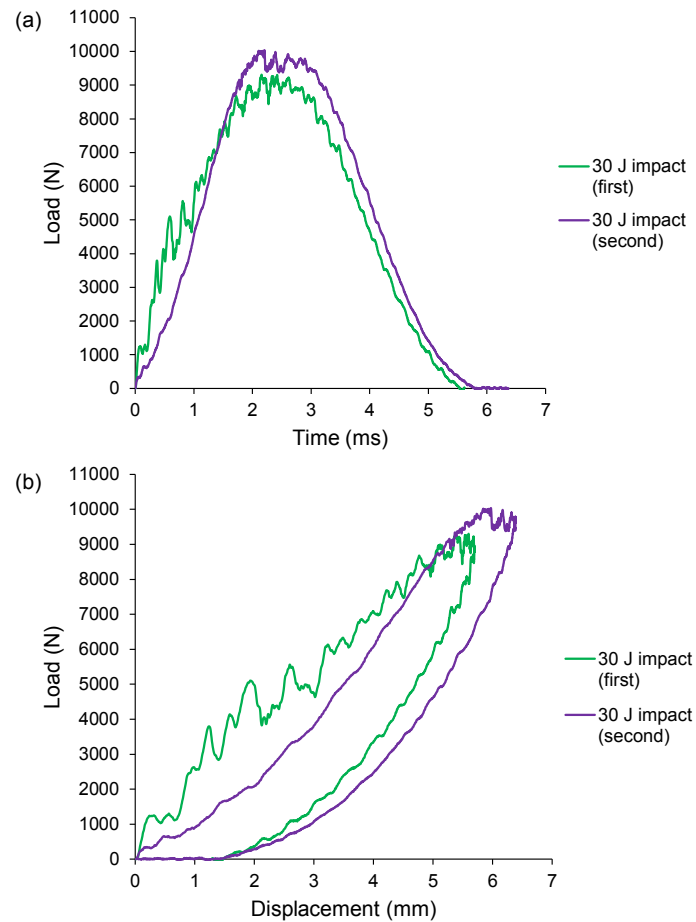 (a)
11000
10000
9000
8000
7000
6000
5000
4000
3000
2000
1000
0
Load (N)
0 1 2 3 4 5 6 7
Time (ms)
30 J impact
(first)
30 J impact
(second)
(b)
11000
10000
9000
8000
7000
6000
5000
4000
3000
2000
1000
0
Load (N)
0 1 2 3 4 5 6 7
Displacement (mm)
30 J impact
(first)
30 J impact
(second)